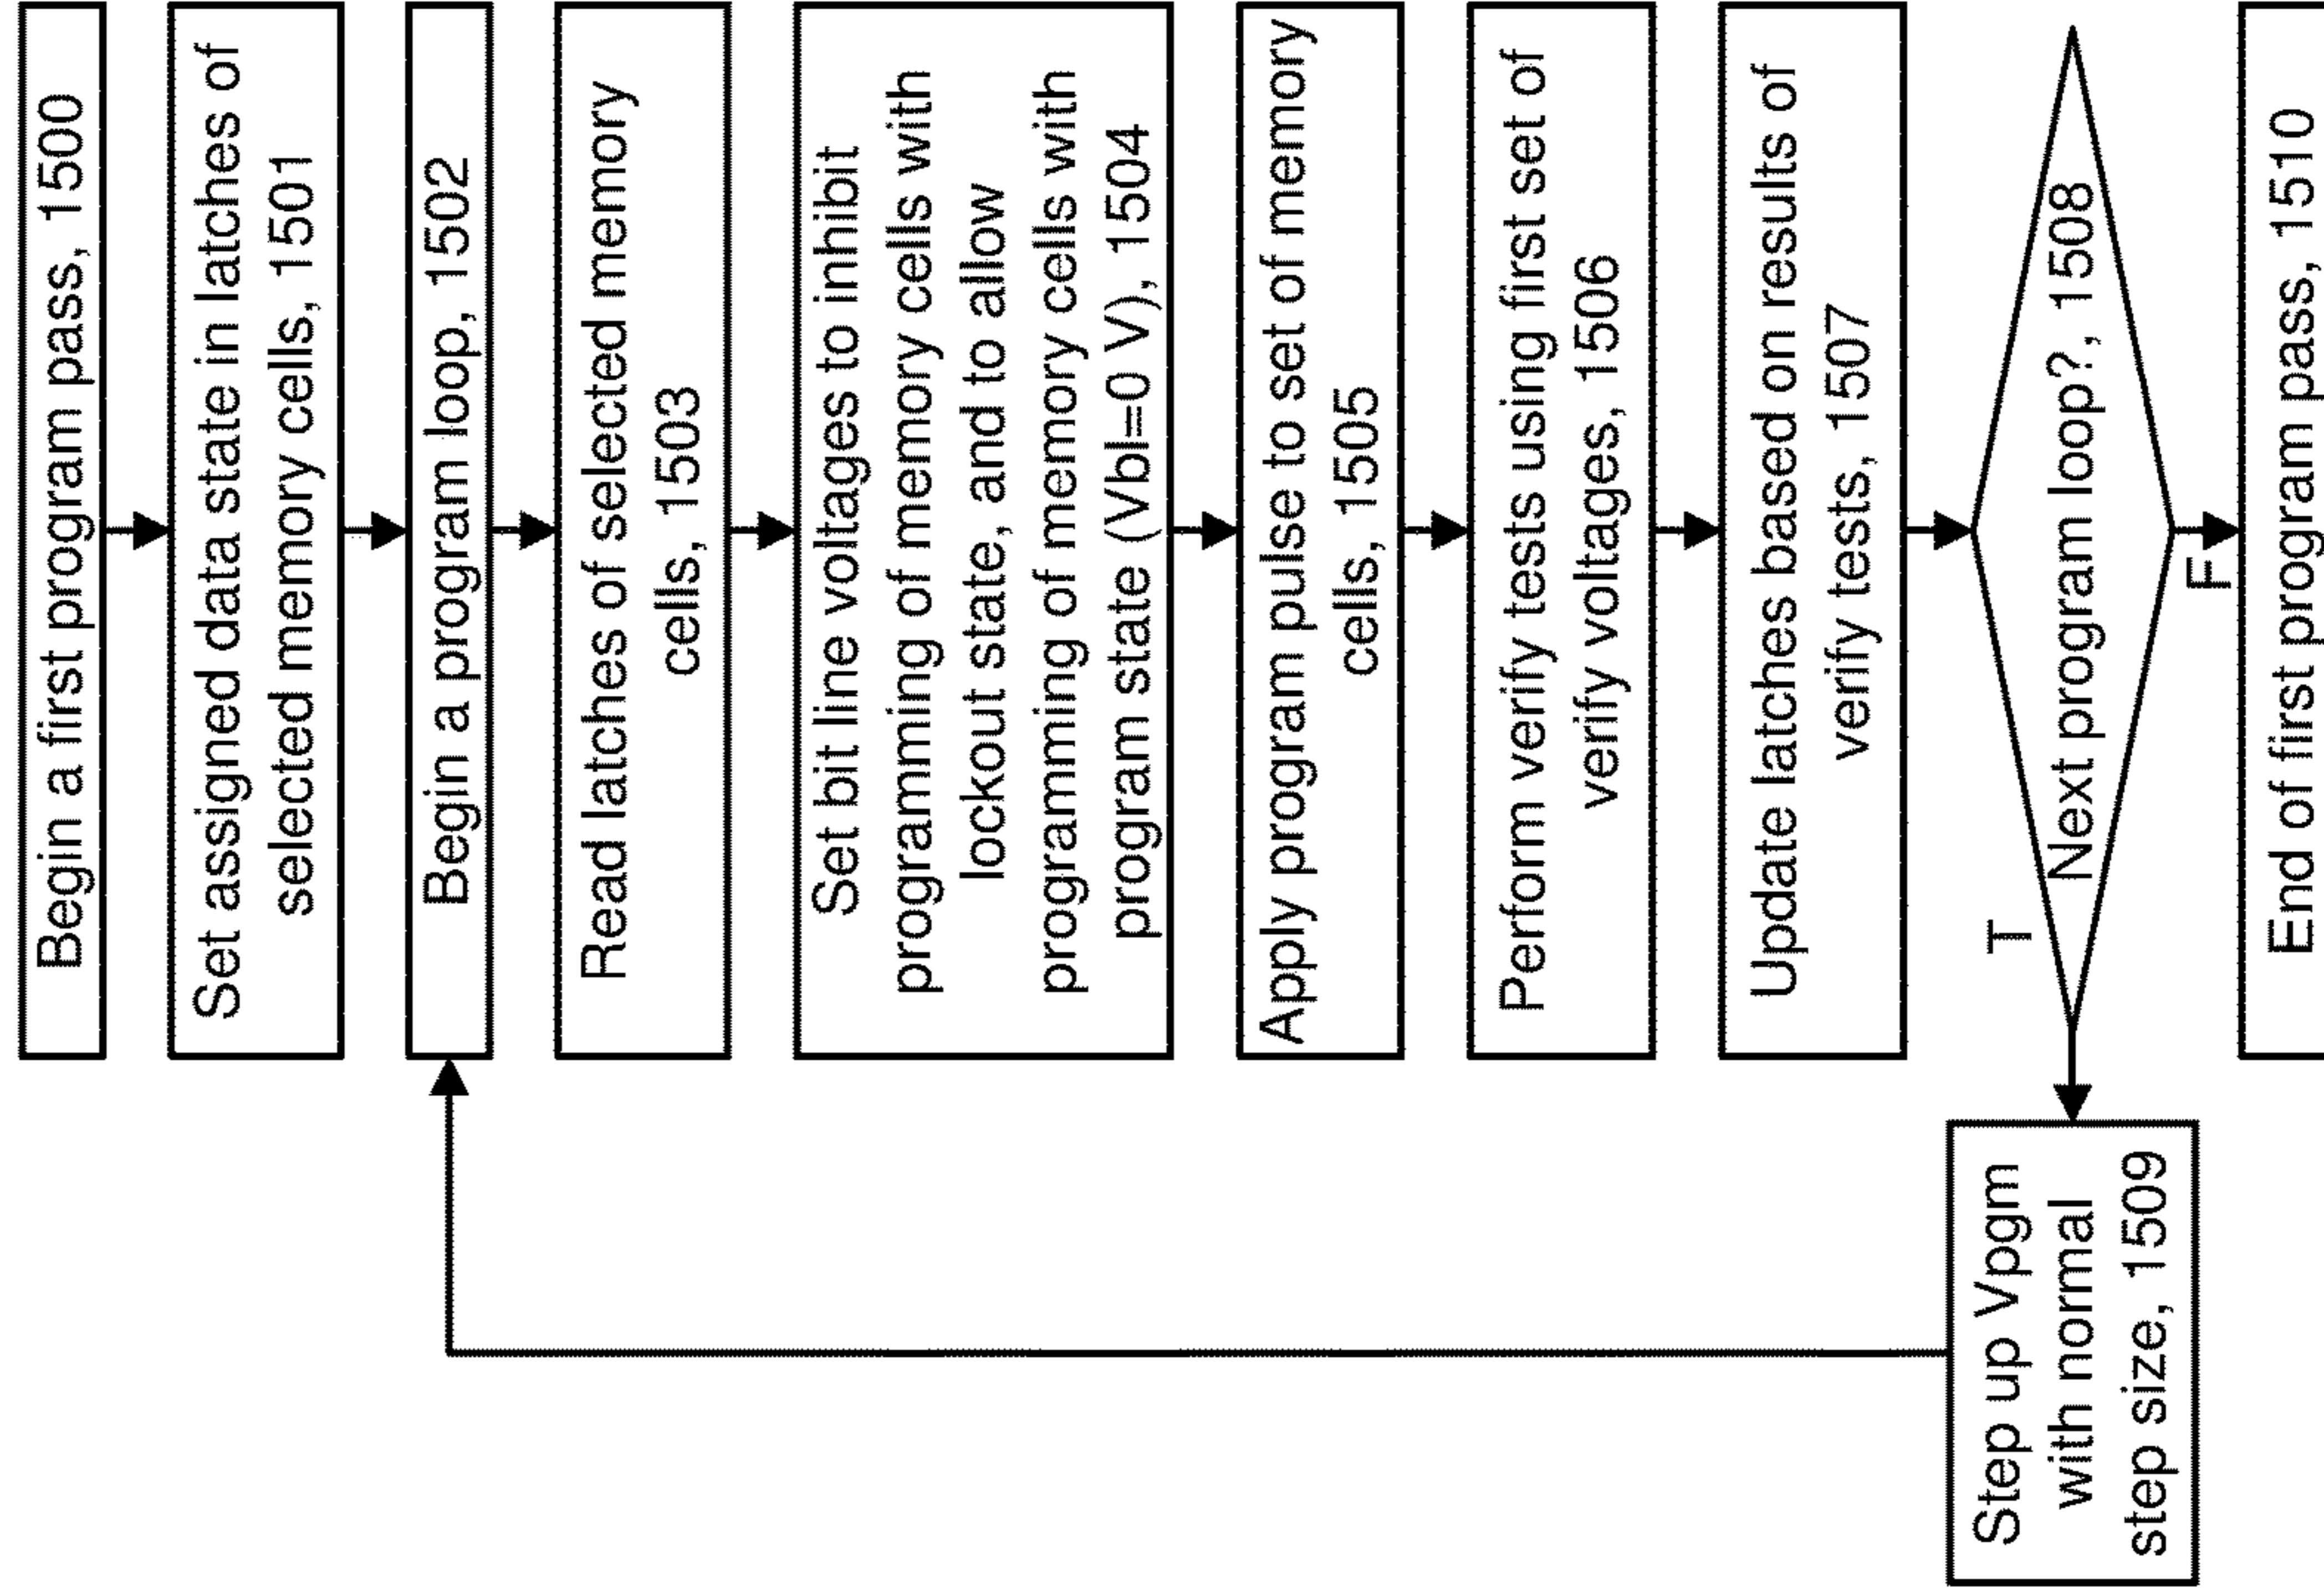 Begin a first program pass, 1500
Set assigned data state in latches of
selected memory cells, 1501
Begin a program loop, 1502
Read latches of selected memory
cells, 1503
Set bit line voltages to inhibit
programming of memory cells with
lockout state, and to allow
programming of memory cells with
program state (Vbl=0 V), 1504
Apply program pulse to set of memory
cells, 1505
Perform verify tests using first set of
verify voltages, 1506
Update latches based on results of
verify tests, 1507
T
Next program loop?, 1508
Step up Vpgm
with normal
step size, 1509
F
End of first program pass, 1510